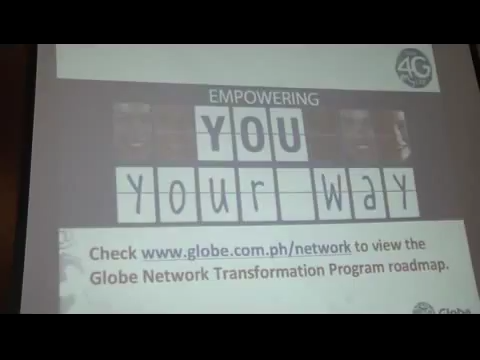 4G
EMPOWERING
YOU
Your Way
Check www.globe.com.ph/network to view the
Globe Network Transformation Program roadmap.
Globe